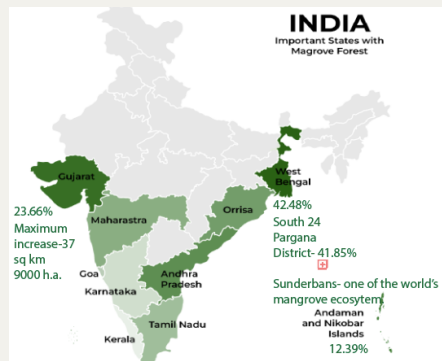 INDIA
Important States with
Magrove Forest
Gujarat
West
Bengal
23.66%
Maximum
increase-37
sq km
9000 h.a.
Maharastra
Orrisa
42.48%
South 24
Pargana
District- 41.85%
Goa
Karnataka
Andhra
Pradesh
Sunderbans- one of the world's
mangrove ecosytem
Andaman
and Nikobar
Islands
Tamil Nadu
Kerala
12.39%